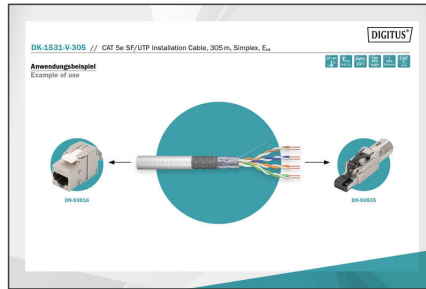 DIGITUS®
DK-1531-V-305 // CAT 5e SF/UTP Installation Cable, 305 m, Simplex, Eca
Anwendungsbeispiel
Example of use
DN-93816
DN-93835